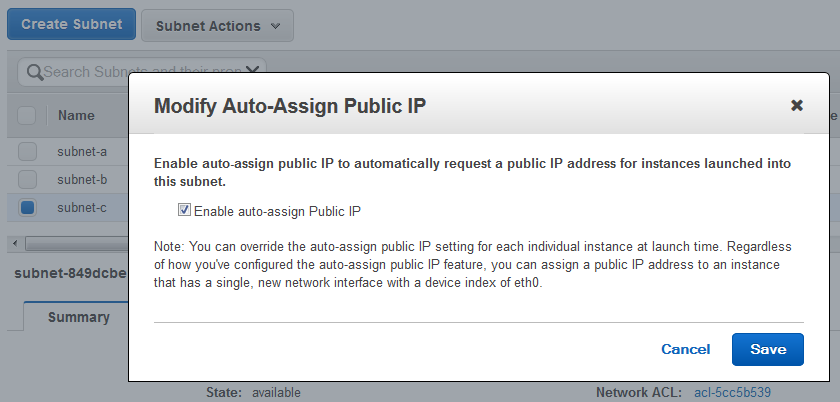 Create Subnet
Subnet Actions
Search Subnets and their prop
Modify Auto-Assign Public IP
Name
subnet-a
subnet-b
subnet-c
Enable auto-assign public IP to automatically request a public IP address for instances launched into
this subnet.
Enable auto-assign Public IP
Note: You can override the auto-assign public IP setting for each individual instance at launch time. Regardless
of how you've configured the auto-assign public IP feature, you can assign a public IP address to an instance
that has a single, new network interface with a device index of eth0.
subnet-849dcbe
Summary
Cancel
Save
State: available
Network ACL: acl-5cc5b539